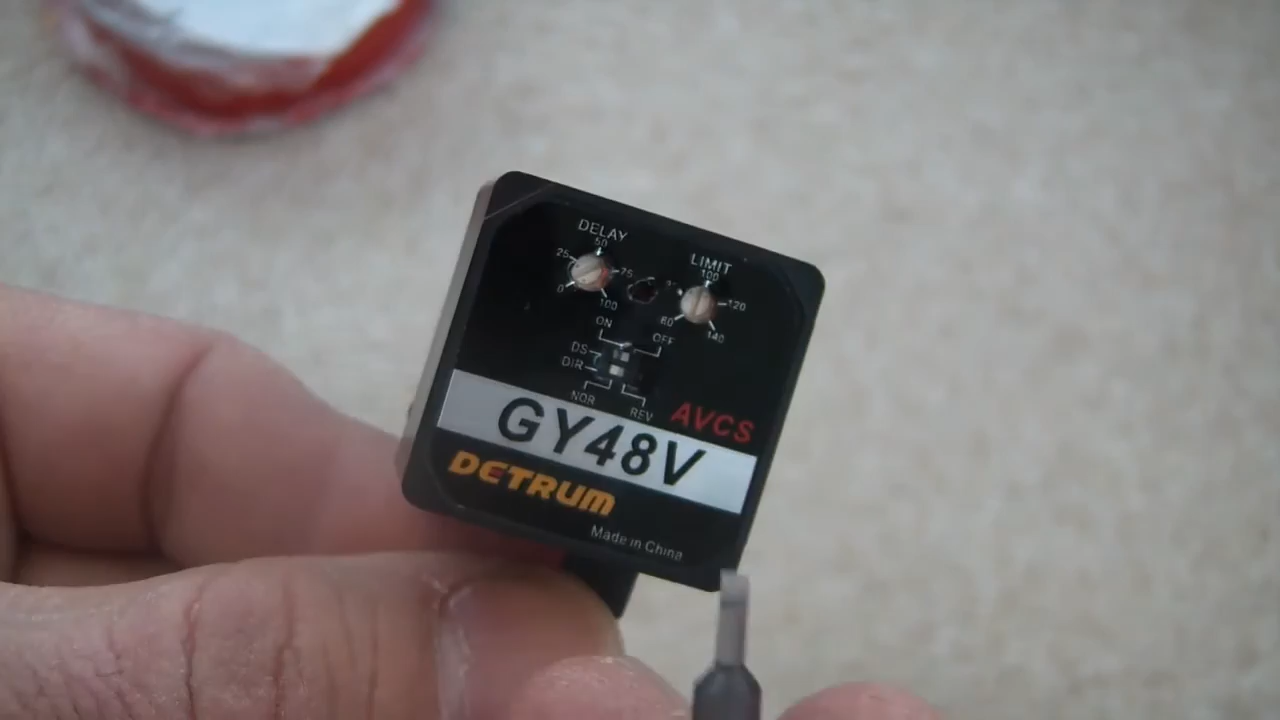 DELAY
50
25
75
0
100
LIMIT
100
120
60
140
ON
OFF
DS
DIR
NOR
REV
AVCS
GY48V
DETRUM
Made in China